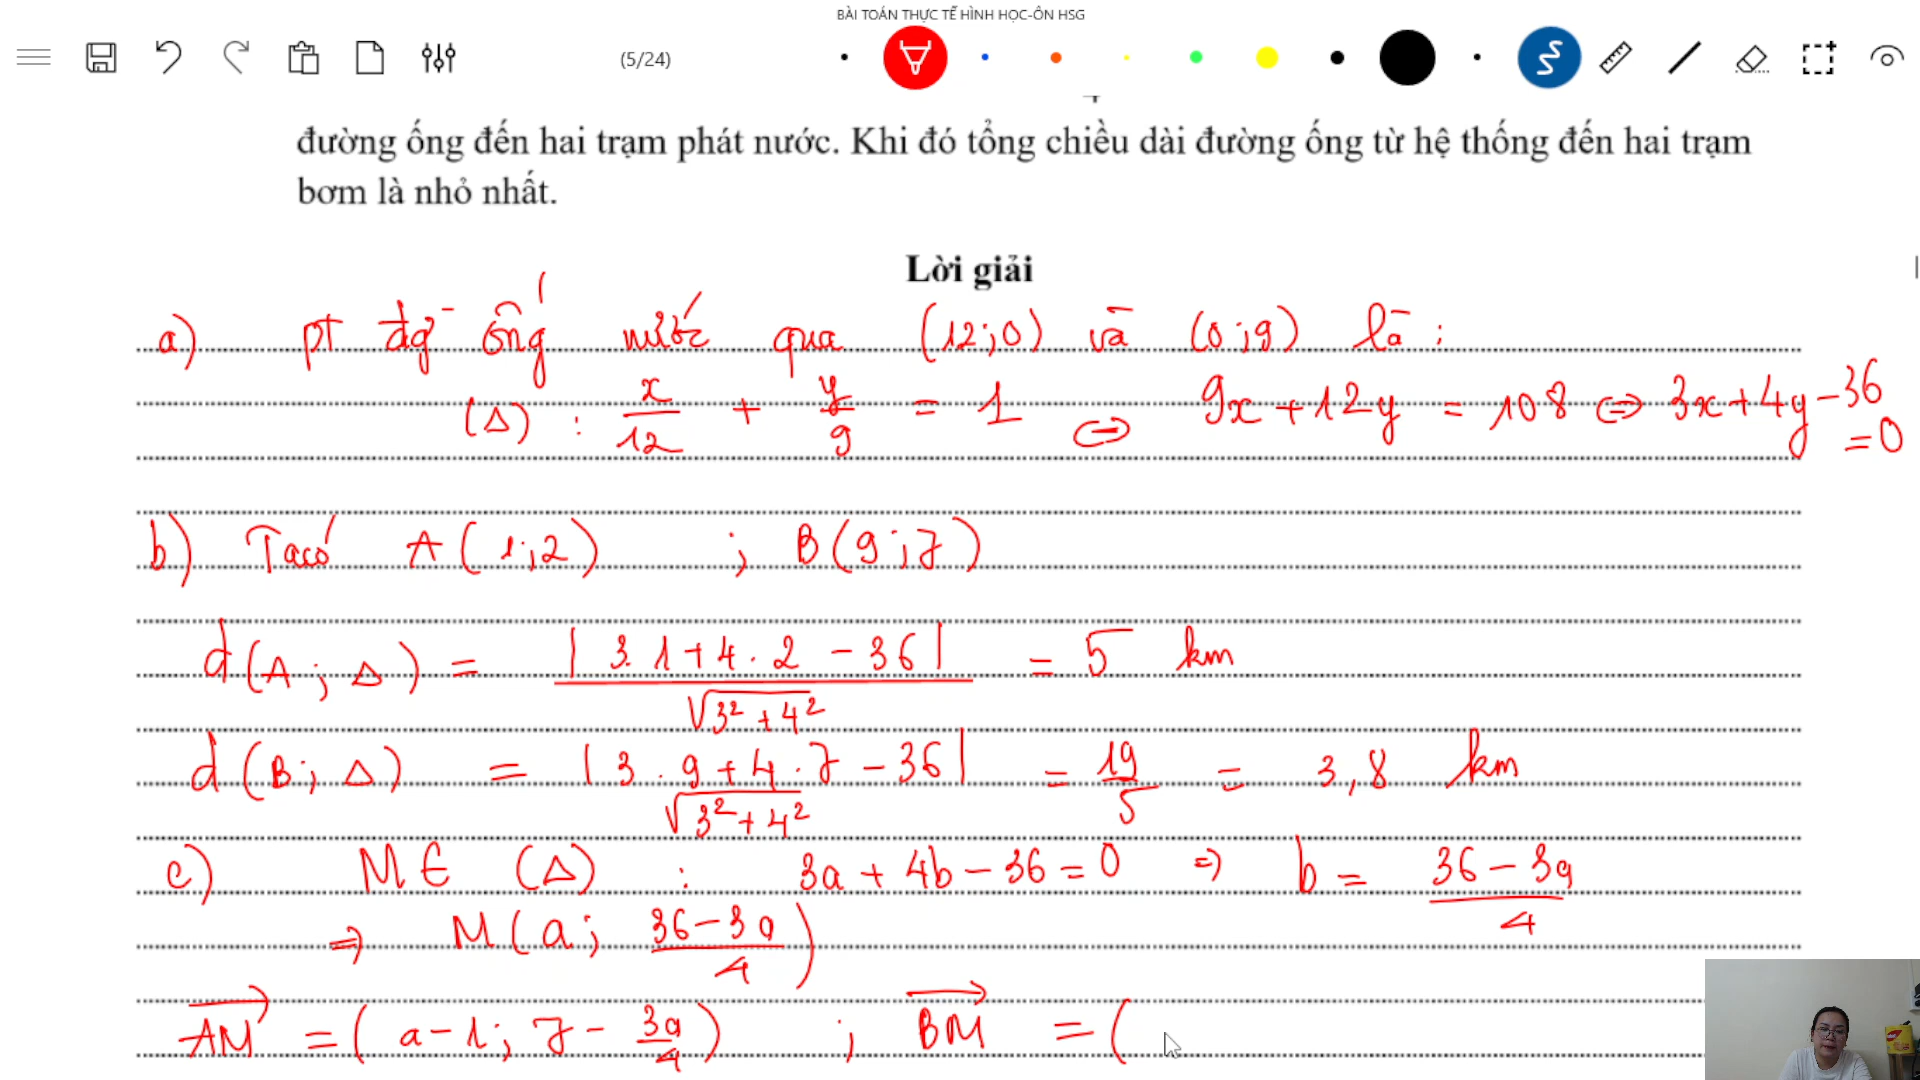 BÀI TOÁN THỰC TẾ HÌNH HỌC-ÔN HSG
(5/24)
đường ống đến hai trạm phát nước. Khi đó tổng chiều dài đường ống từ hệ thống đến hai trạm
bơm là nhỏ nhất.
Lời giải
a) pt đg ống nước qua (12;0) và (0;9) là :
(Δ) : x/12 + y/9 = 1 ⇔ 9x+12y = 108 ⇔ 3x+4y-36 =0
b) Ta có A(1;2) ; B(9;7)
d(A; Δ) = |3.1+4.2-36| / √3²+4² = 5 km
d(B; Δ) = |3.9+4.7-36| / √3²+4² = 19/5 = 3,8 km
c) M ∈ (Δ) : 3a+4b-36=0 ⇒ b = 36-3a / 4
⇒ M(a; 36-3a / 4)
AM = (a-1; 7 - 3a/4) ; BM = (